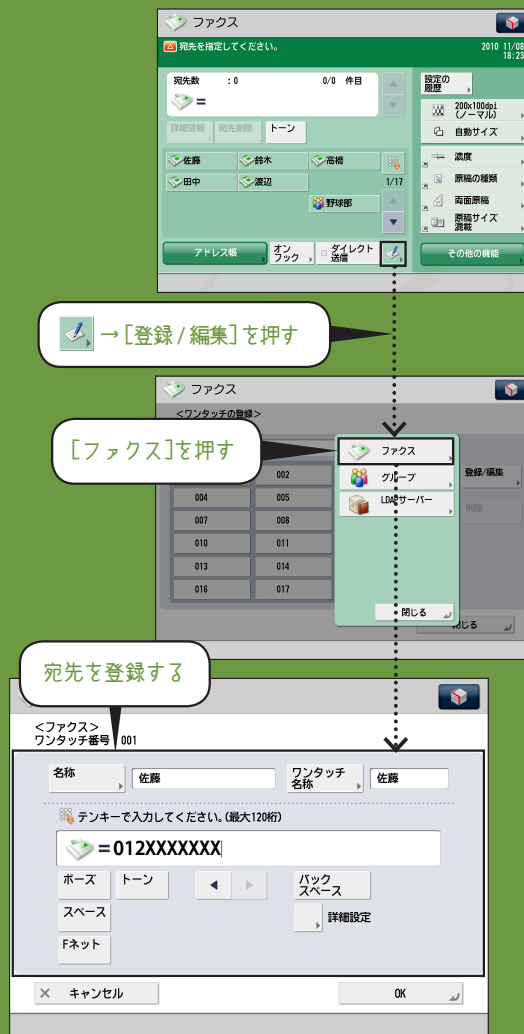 ファクス
宛先を指定してください。
2010 11/08
18:23
宛先数 :0 0/0 件目
=
詳細情報 宛先削除 トーン
佐藤 鈴木 高橋
田中 渡辺 1/17
野球部
アドレス帳 オン
フック ダイレクト
送信
設定の
履歴
200x100dpi
(ノーマル)
自動サイズ
濃度
原稿の種類
両面原稿
原稿サイズ
混載
その他の機能
→[登録/編集]を押す
ファクス
<ワンタッチの登録>
[ファクス]を押す
002
004 005
007 008
010 011
013 014
016 017
ファクス
グループ
LDAPサーバー
閉じる
登録/編集
削除
閉じる
宛先を登録する
<ファクス>
ワンタッチ番号 001
名称 佐藤 ワンタッチ
名称 佐藤
テンキーで入力してください。(最大120桁)
=012XXXXXXX
ポーズ トーン バック
スペース
スペース 詳細設定
Fネット
キャンセル OK